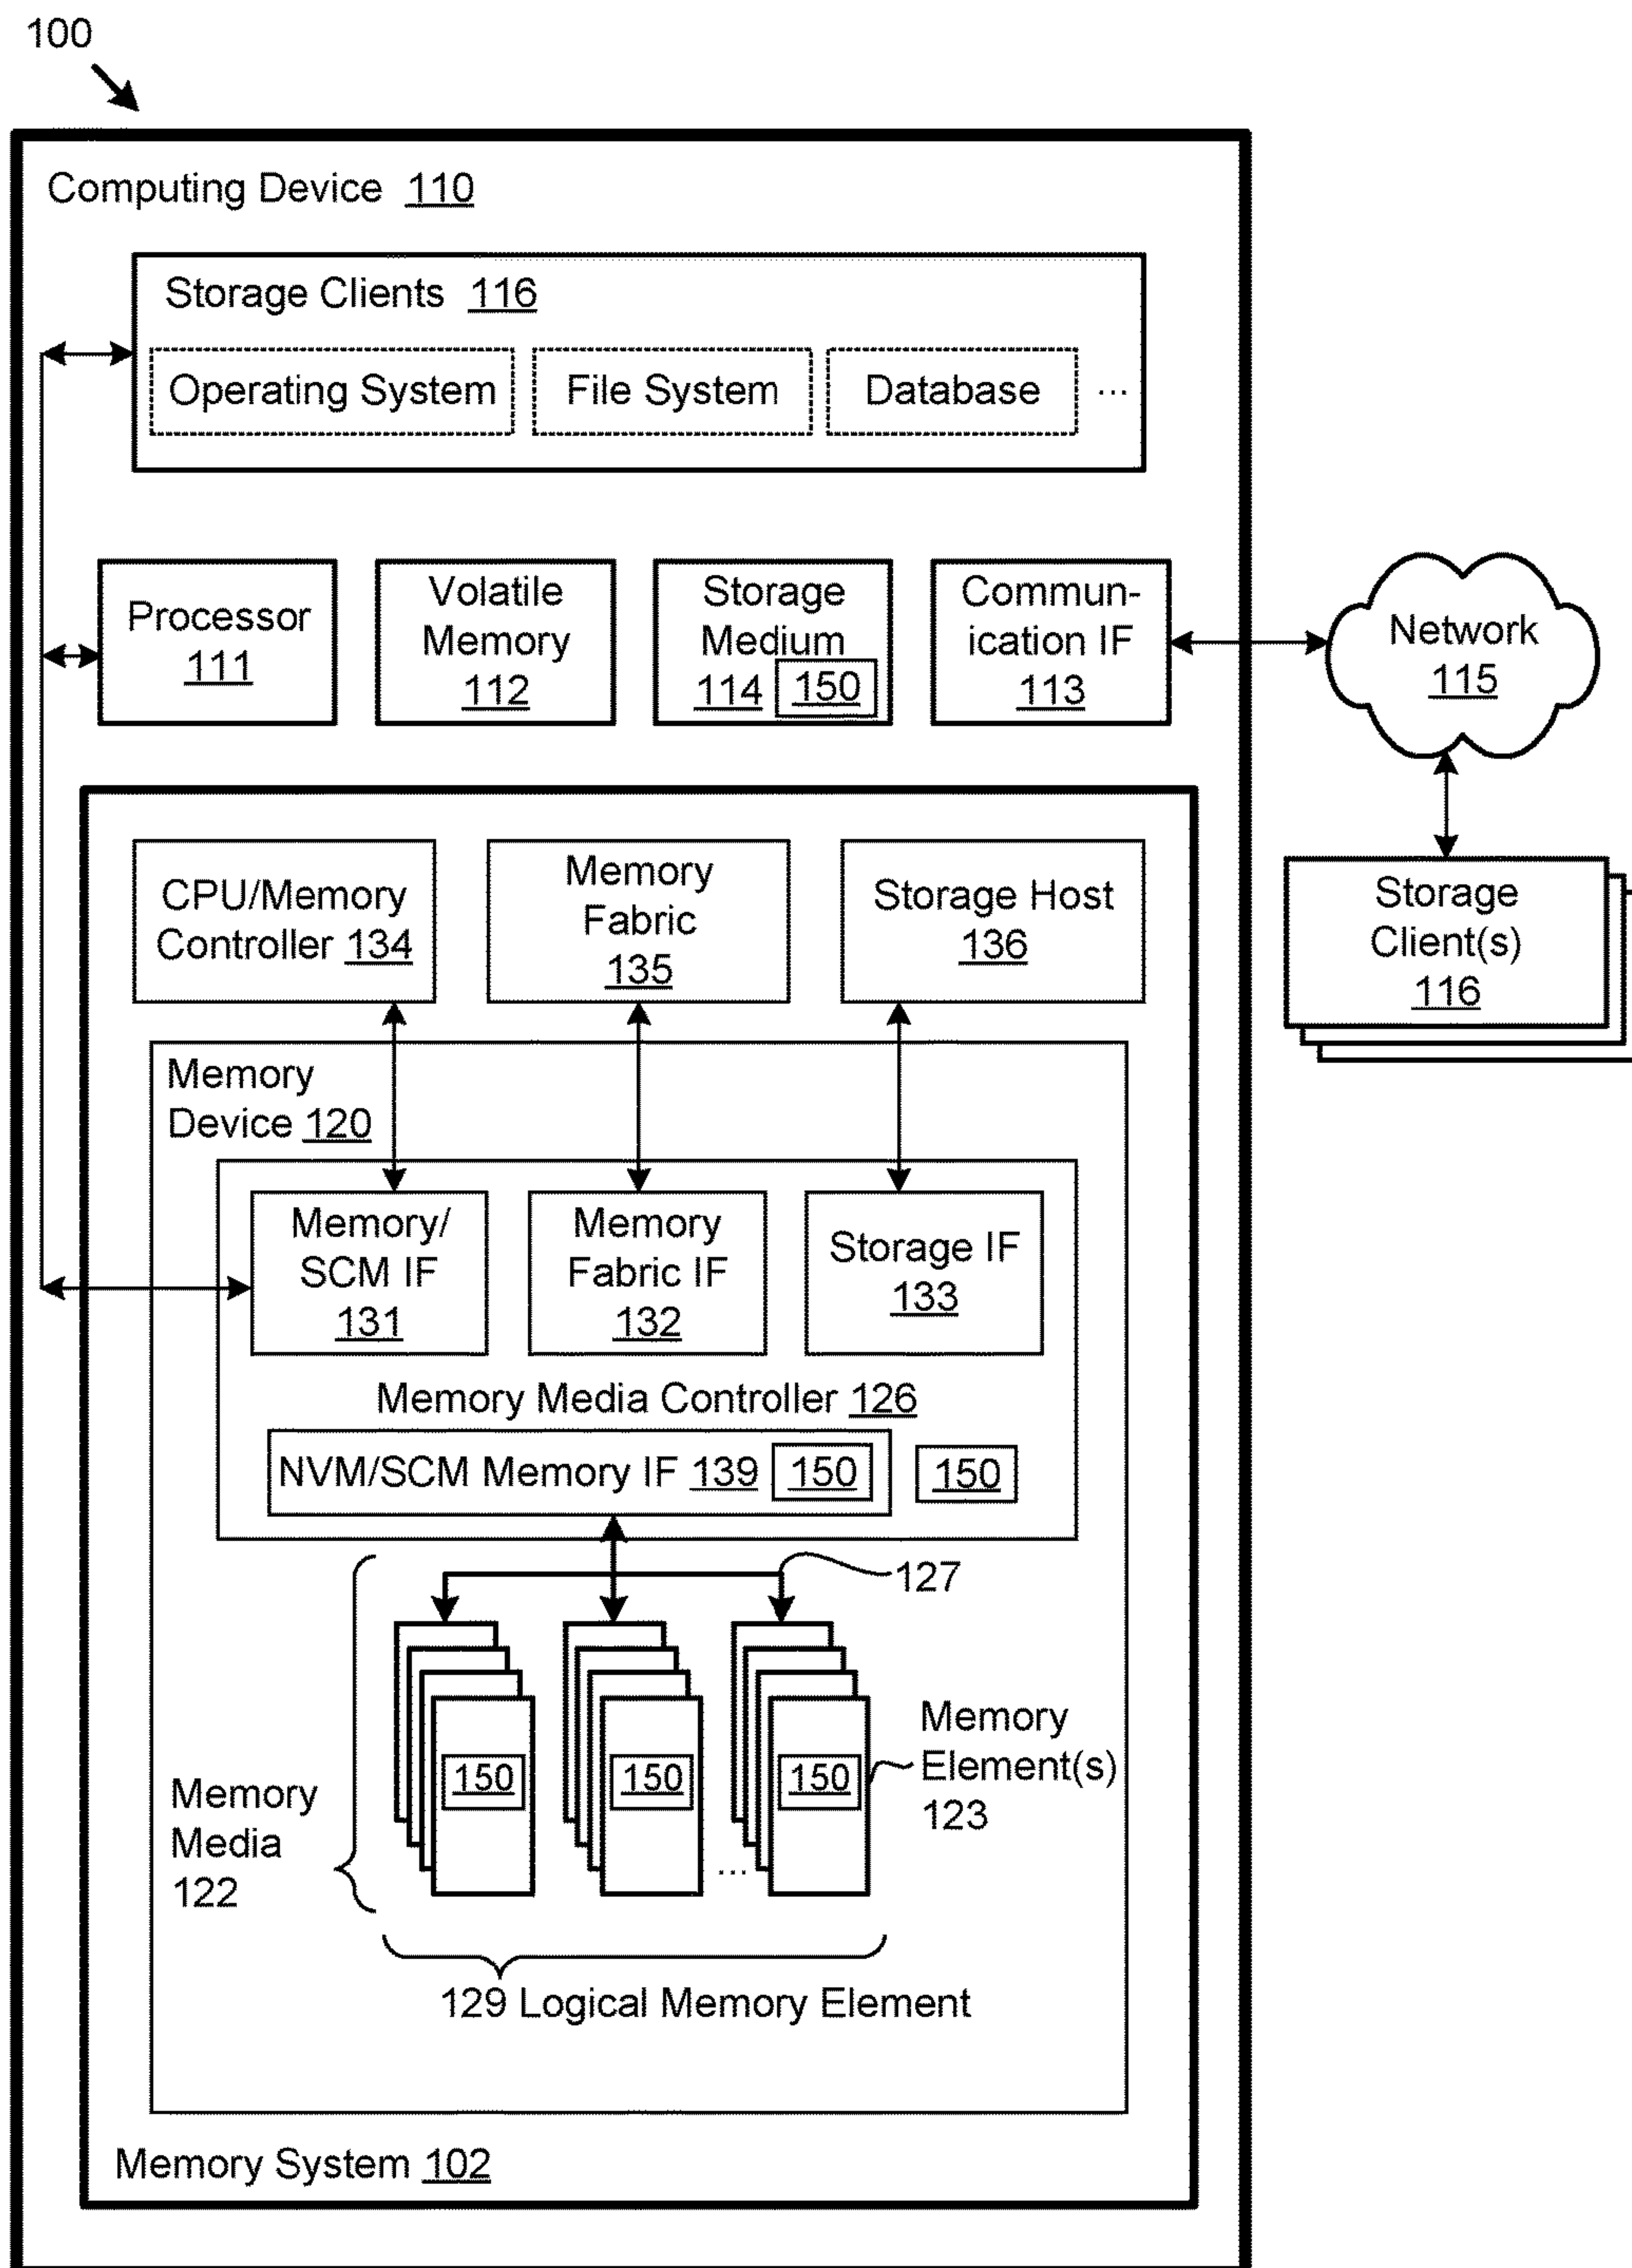 100
Computing Device 110
Storage Clients 116
Operating System
File System
Database
...
Processor
111
Volatile
Memory
112
Storage
Medium
114 150
Commun-
ication IF
113
Network
115
Storage
Client(s)
116
CPU/Memory
Controller 134
Memory
Fabric
135
Storage Host
136
Memory
Device 120
Memory/
SCM IF
131
Memory
Fabric IF
132
Storage IF
133
Memory Media Controller 126
NVM/SCM Memory IF 139 150
150
127
150
150
150
...
Memory
Element(s)
123
Memory
Media
122
129 Logical Memory Element
Memory System 102